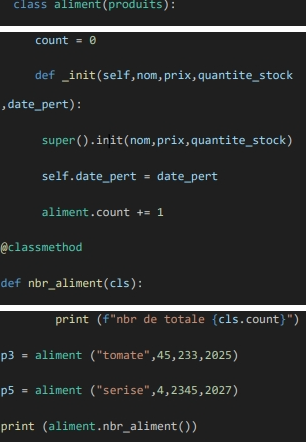 class aliment(produits):
count = 0
def _init(self,nom,prix,quantite_stock
,date_pert):
super().init(nom,prix,quantite_stock)
self.date_pert = date_pert
aliment.count += 1
@classmethod
def nbr_aliment(cls):
print (f"nbr de totale {cls.count}")
p3 = aliment ("tomate",45,233,2025)
p5 = aliment ("serise",4,2345,2027)
print (aliment.nbr_aliment())